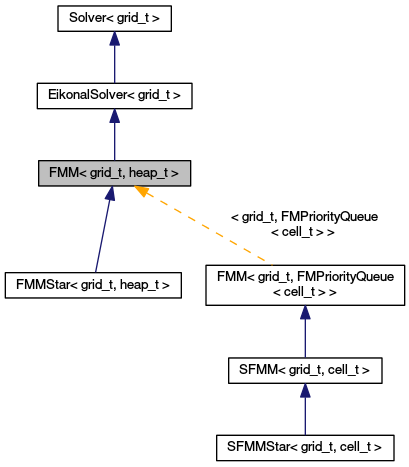 Solver< grid_t >
EikonalSolver< grid_t >
FMM< grid_t, heap_t >
< grid_t, FMPriorityQueue
< cell_t > >
FMMStar< grid_t, heap_t >
FMM< grid_t, FMPriorityQueue
< cell_t > >
SFMM< grid_t, cell_t >
SFMMStar< grid_t, cell_t >